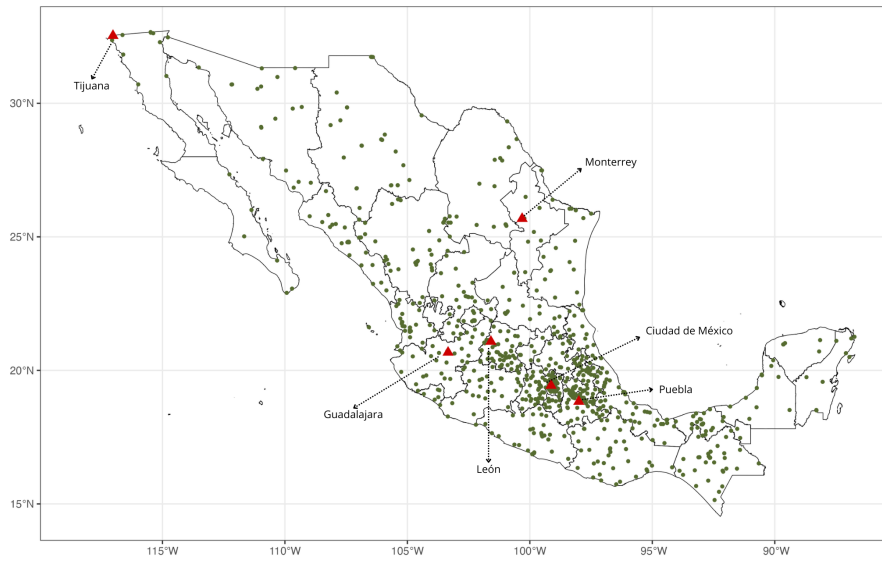 Tijuana
30°N
Monterrey
25°N
Ciudad de México
20°N
Puebla
Guadalajara
León
15°N
115°W
110°W
105°W
100°W
95°W
90°W